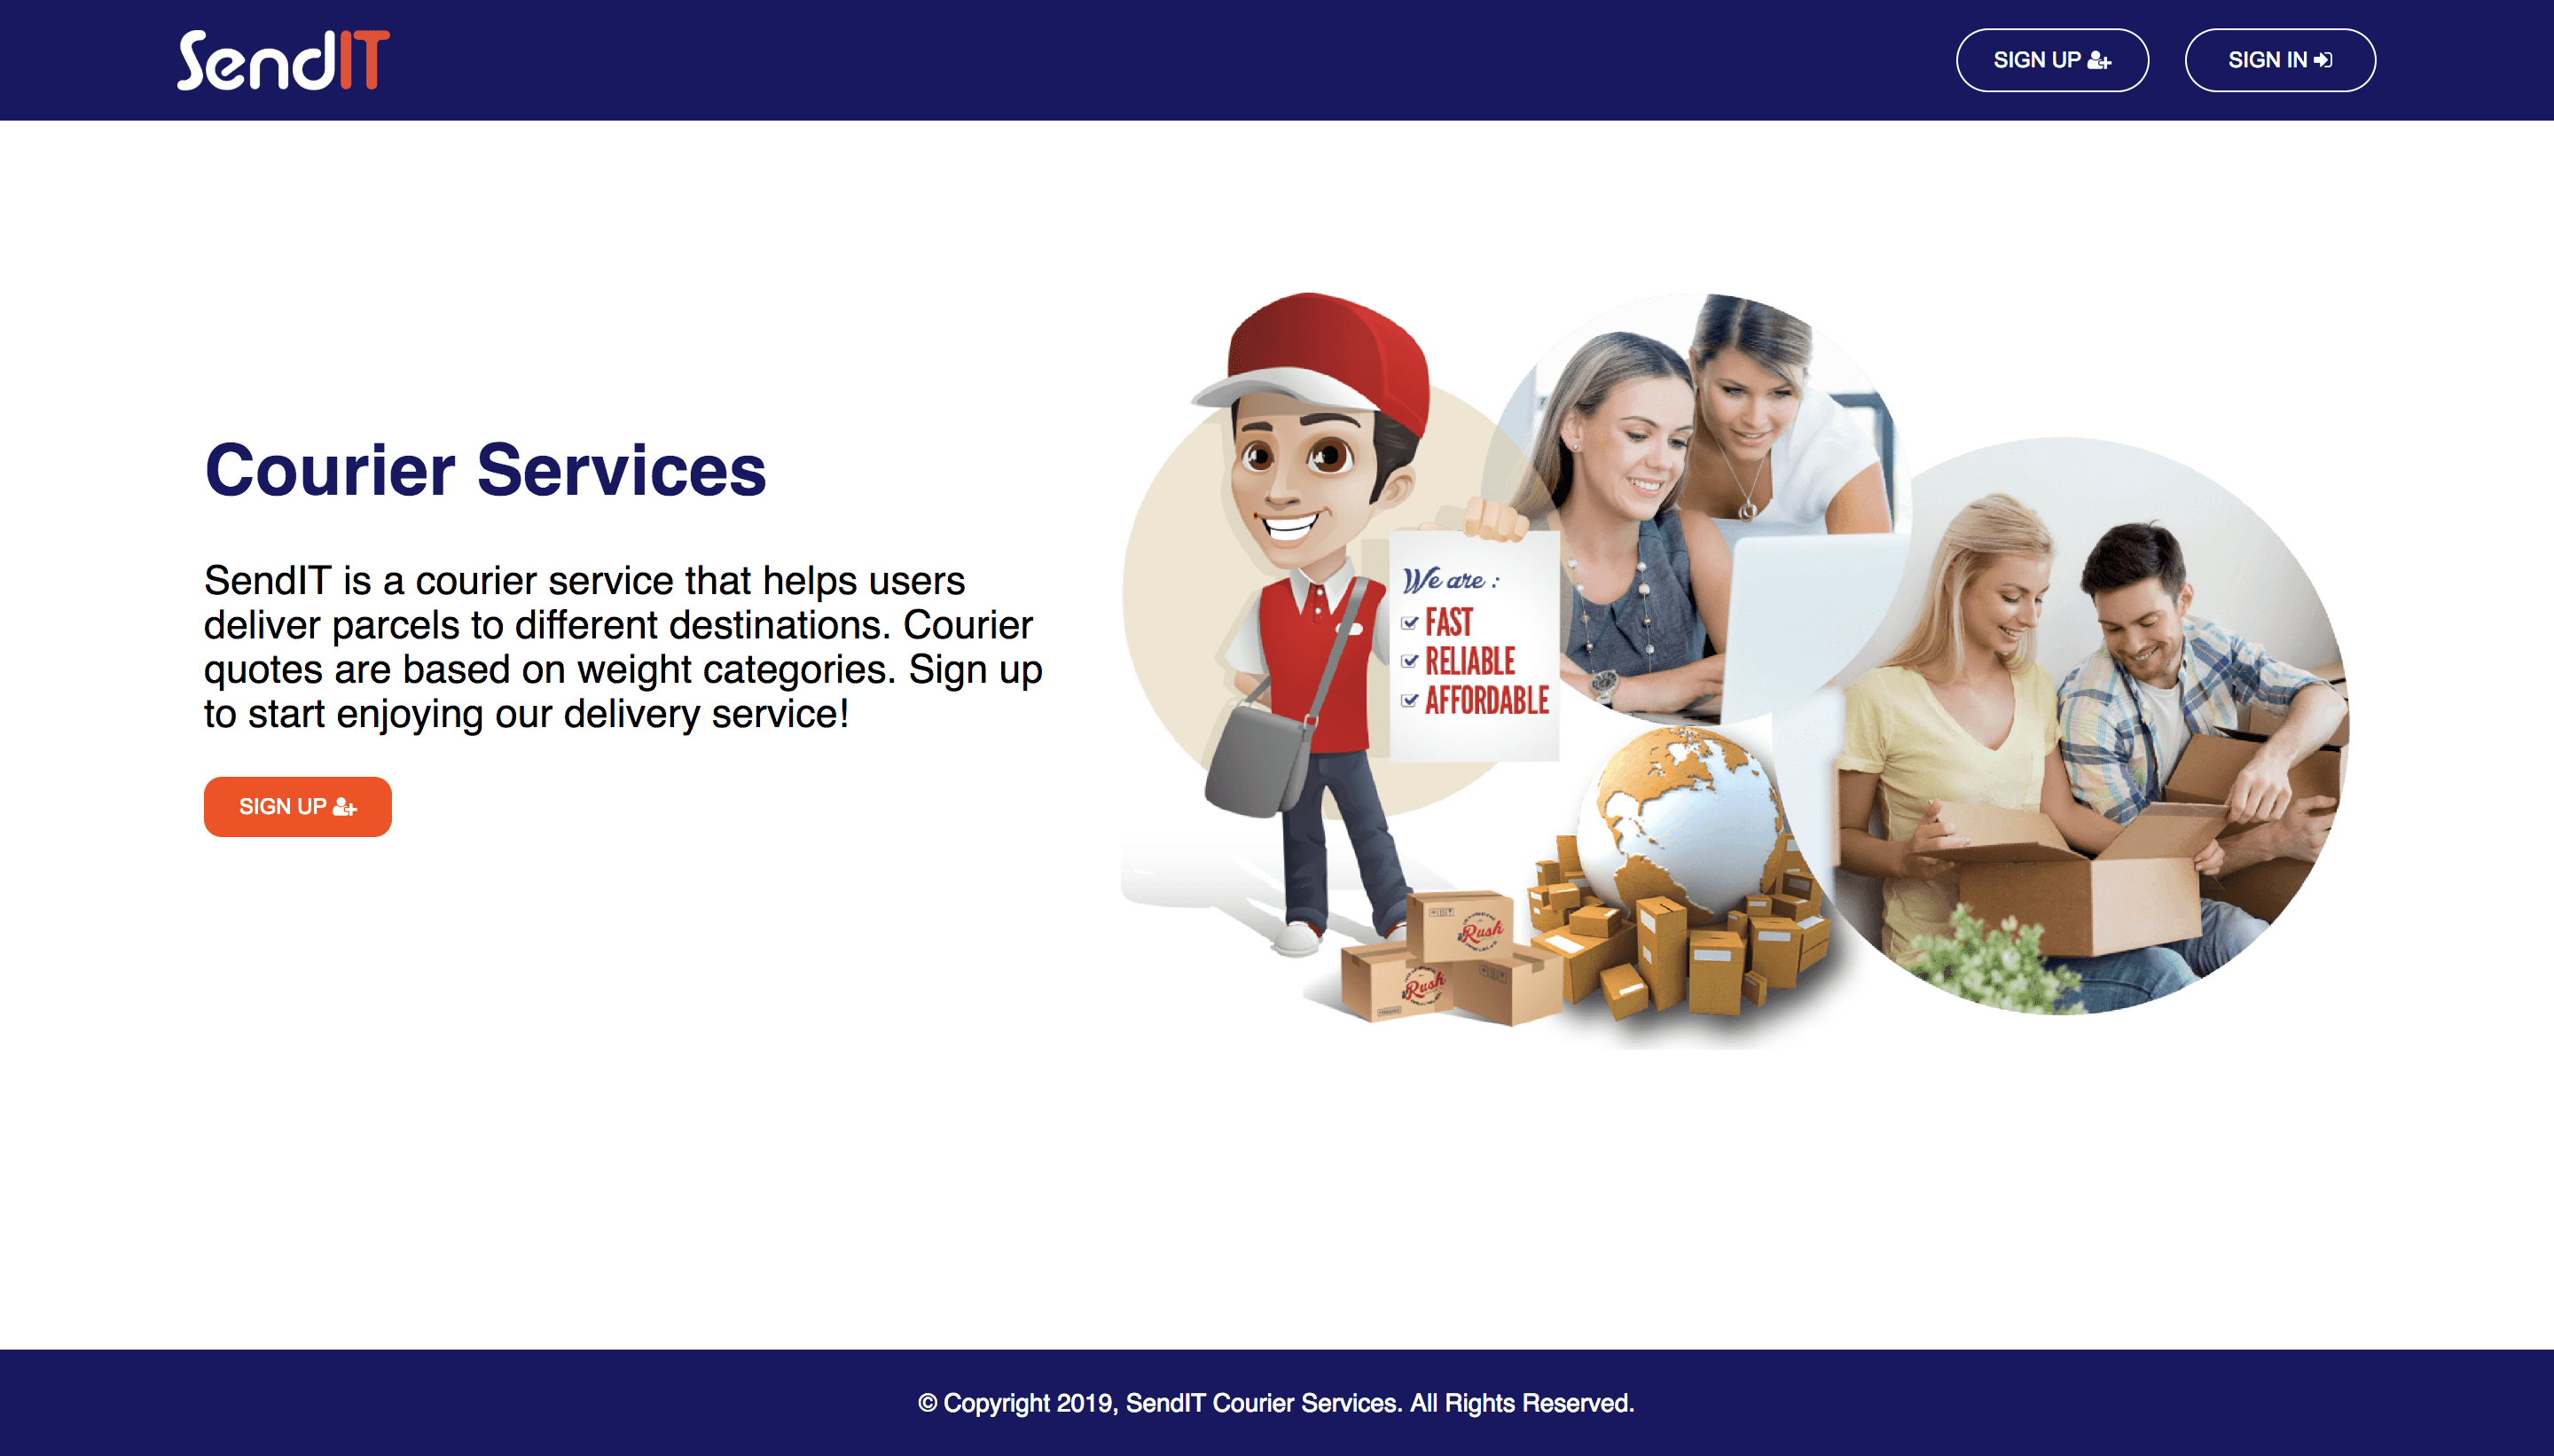 SendIT
SIGN UP
SIGN IN
Courier Services
SendIT is a courier service that helps users
deliver parcels to different destinations. Courier
quotes are based on weight categories. Sign up
to start enjoying our delivery service!
SIGN UP
We are :
FAST
RELIABLE
AFFORDABLE
Rush
Rush
© Copyright 2019, SendIT Courier Services. All Rights Reserved.